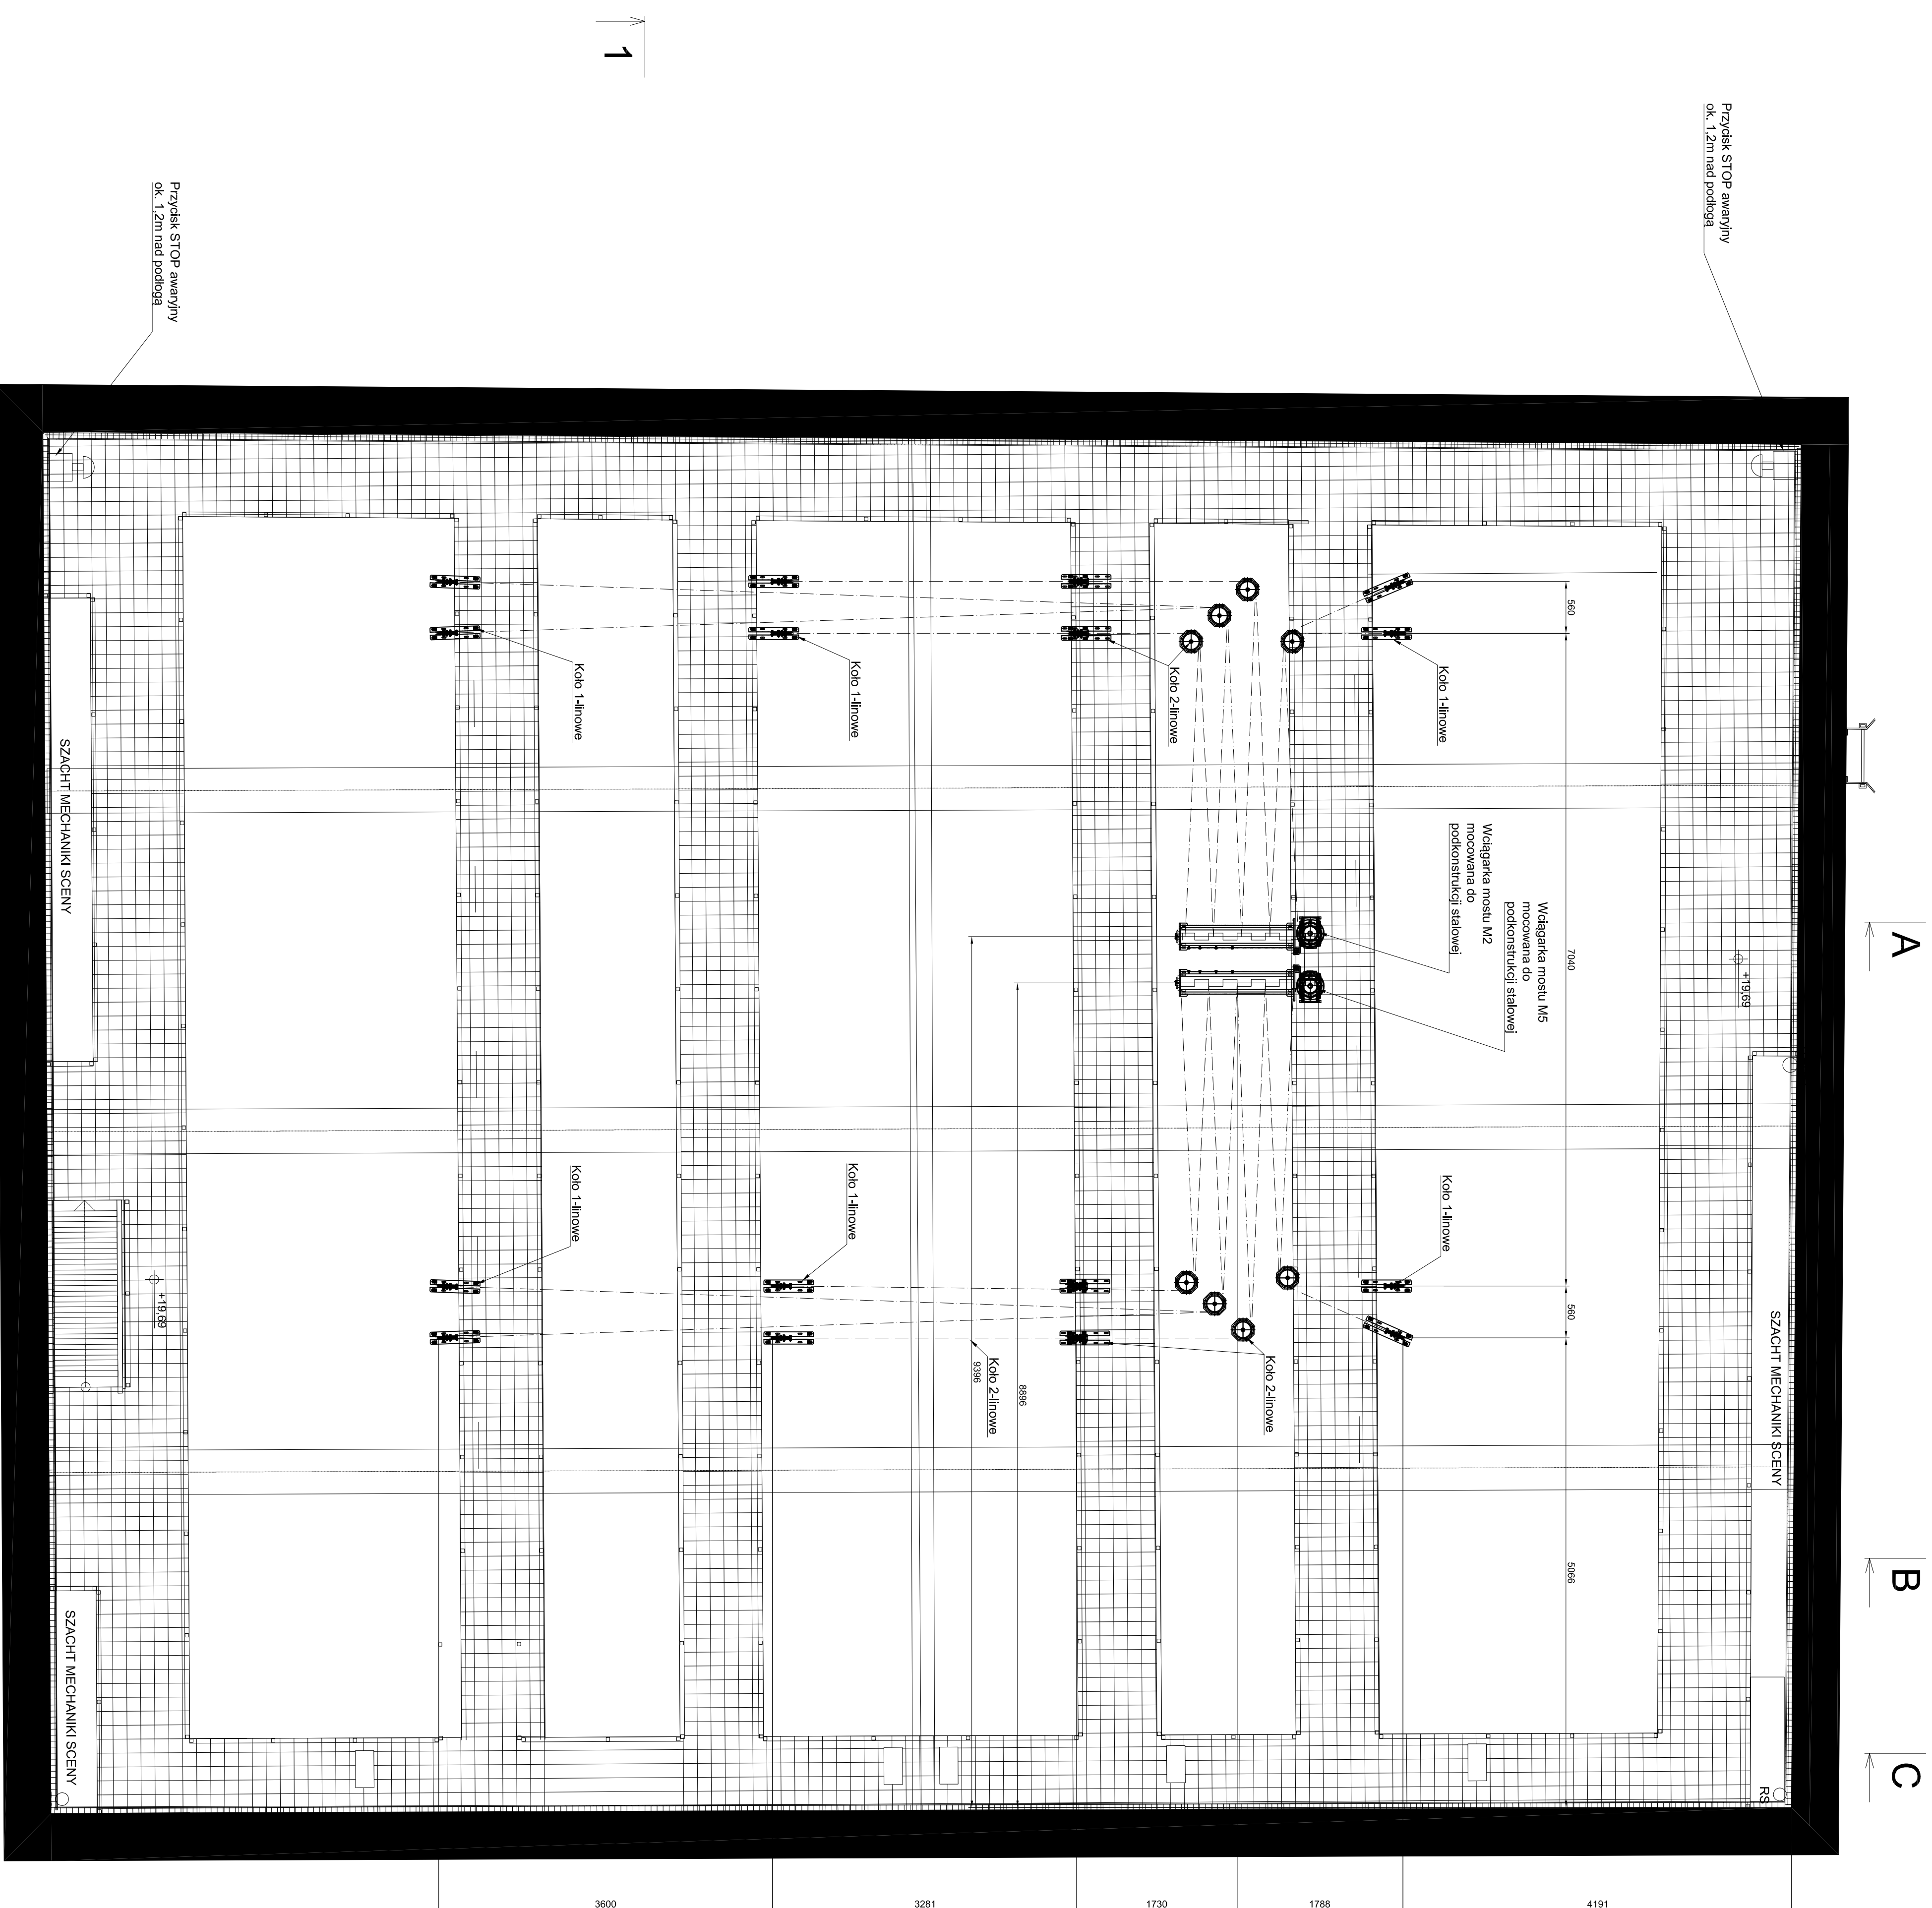 1
Przycisk STOP awaryjny
ok. 1,2m nad podłogą
Przycisk STOP awaryjny
ok. 1,2m nad podłogą
A
B
C
560
7040
560
5066
Koło 1-linowe
Koło 1-linowe
Koło 2-linowe
Koło 1-linowe
Wciągarka mostu M2
mocowana do
podkonstrukcji stalowej
Wciągarka mostu M5
mocowana do
podkonstrukcji stalowej
+19,69
SZACHT MECHANIKI SCENY
Koło 1-linowe
Koło 1-linowe
Koło 1-linowe
+19,69
Koło 2-linowe
9396
8896
Koło 2-linowe
SZACHT MECHANIKI SCENY
SZACHT MECHANIKI SCENY
RS
3600
3281
1730
1788
4191